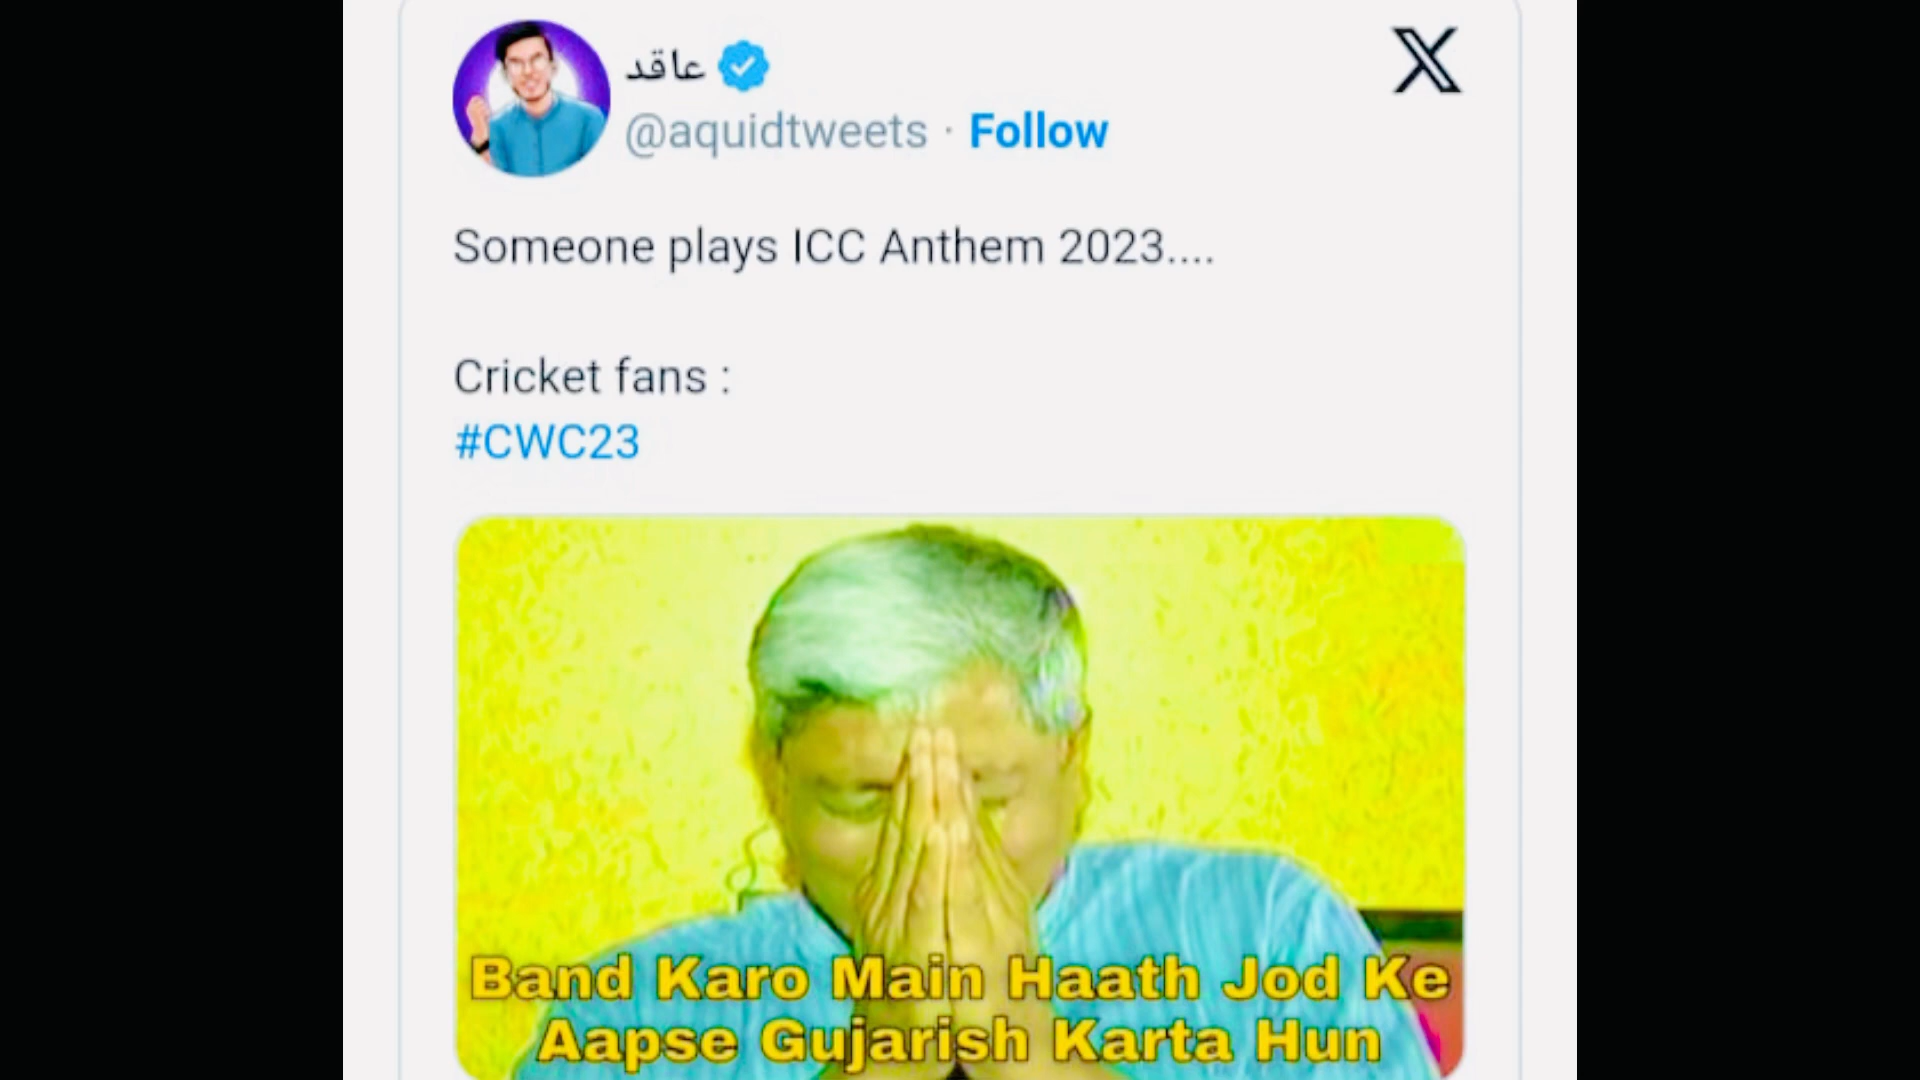 عاقد
@aquidtweets · Follow
Someone plays ICC Anthem 2023....
Cricket fans :
#CWC23
Band Karo Main Haath Jod Ke
Aapse Gujarish Karta Hun